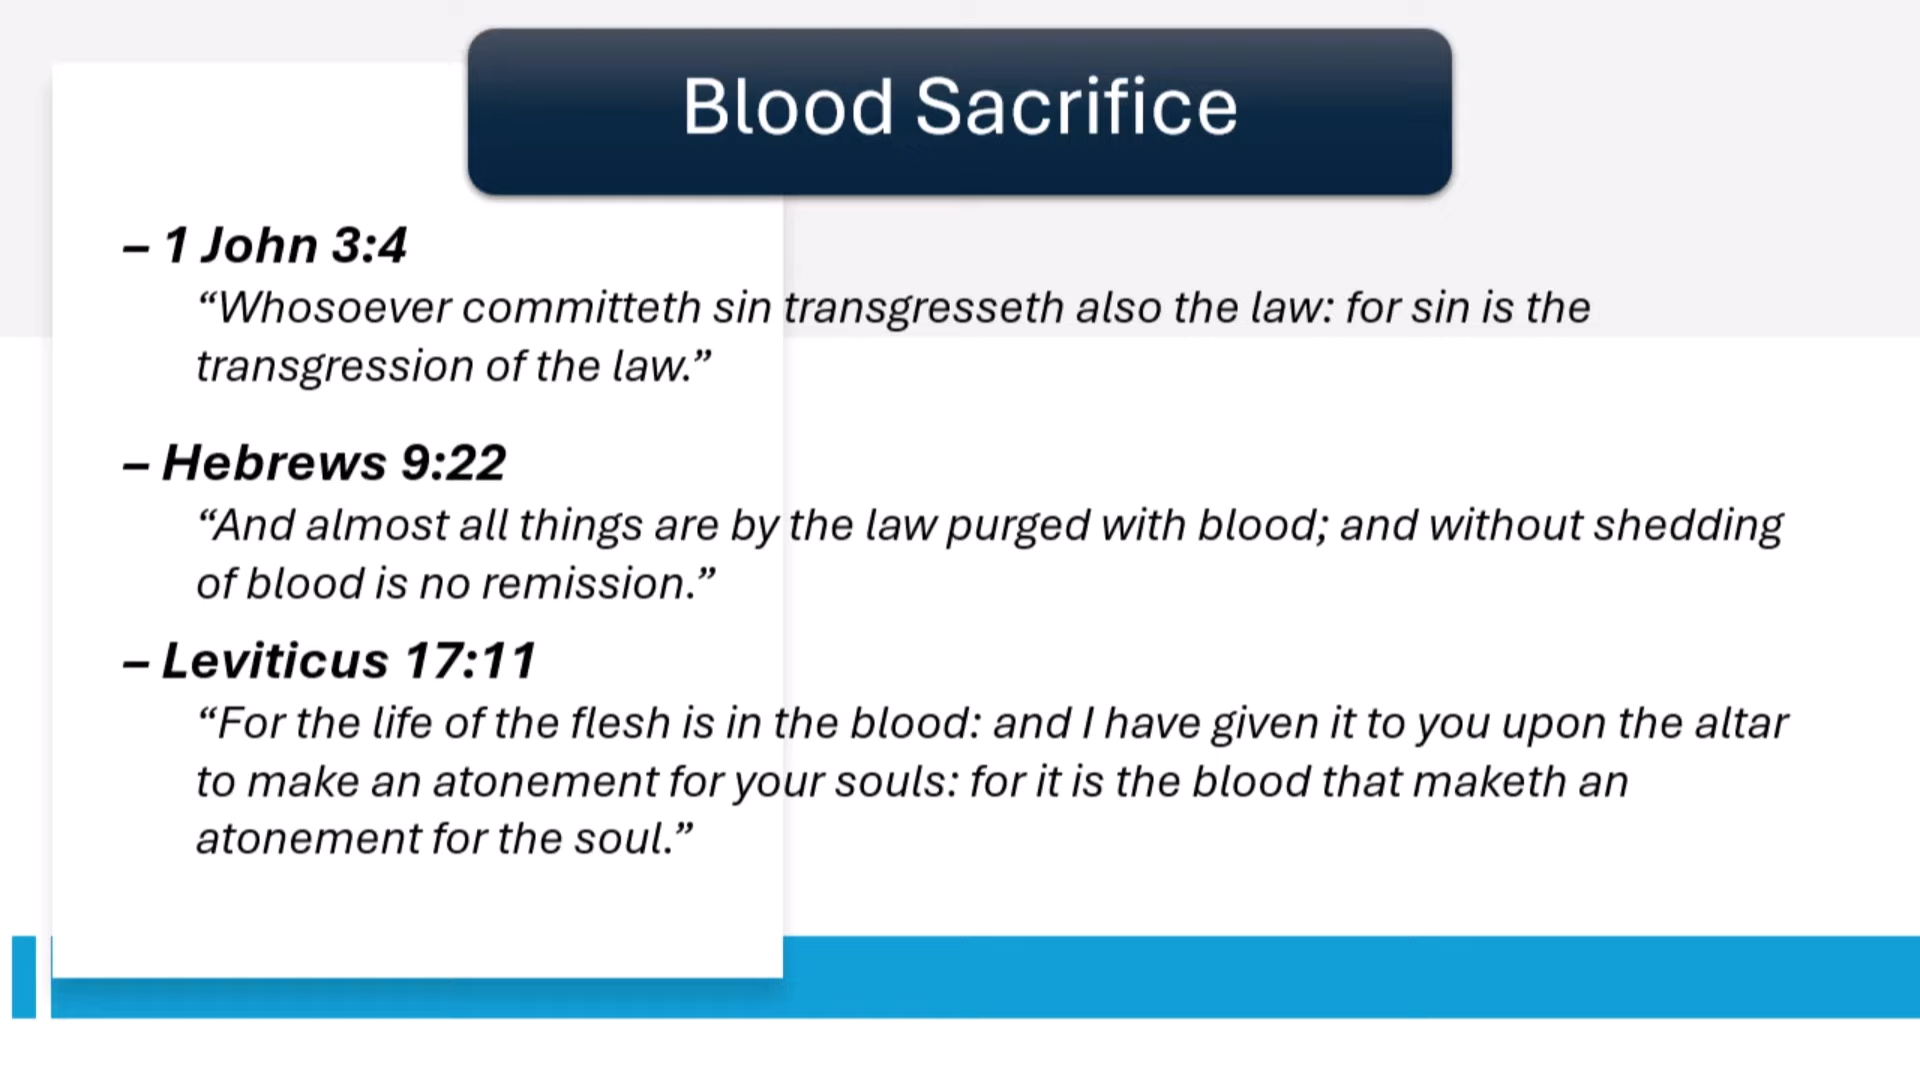 Blood Sacrifice
– 1 John 3:4
“Whosoever committeth sin transgresseth also the law: for sin is the
transgression of the law.”
– Hebrews 9:22
“And almost all things are by the law purged with blood; and without shedding
of blood is no remission.”
– Leviticus 17:11
“For the life of the flesh is in the blood: and I have given it to you upon the altar
to make an atonement for your souls: for it is the blood that maketh an
atonement for the soul.”